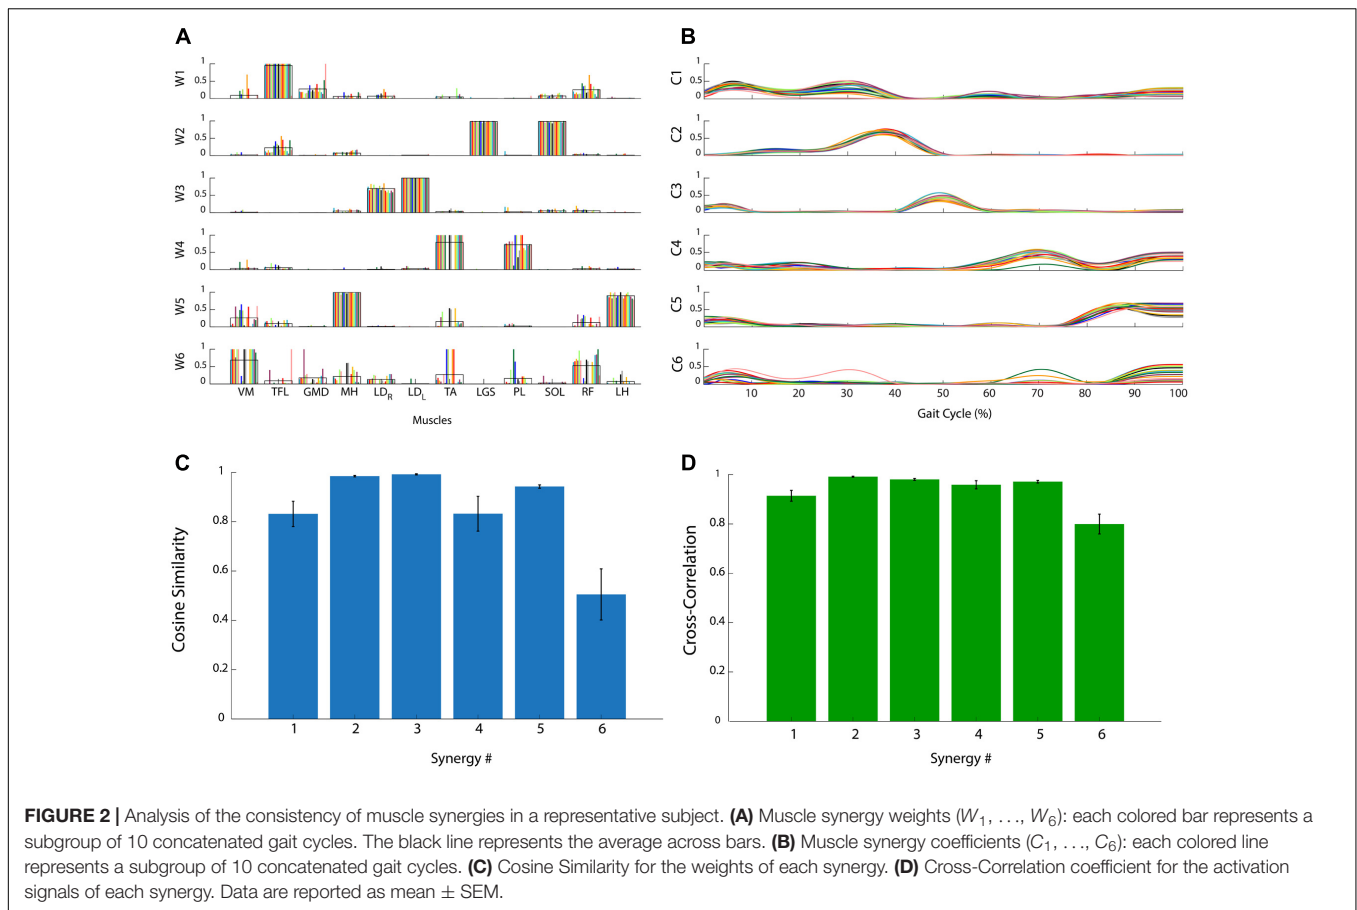 A
B
W1
1
0.5
0
C1
1
0.5
0
W2
1
0.5
0
C2
1
0.5
0
W3
1
0.5
0
C3
1
0.5
0
W4
1
0.5
0
C4
1
0.5
0
W5
1
0.5
0
C5
1
0.5
0
W6
1
0.5
0
C6
1
0.5
0
VM TFL GMD MH LDR LDL TA LGS PL SOL RF LH
10 20 30 40 50 60 70 80 90 100
Muscles
Gait Cycle (%)
C
1
0.8
0.6
0.4
0.2
0
Cosine Similarity
1 2 3 4 5 6
Synergy #
D
1
0.8
0.6
0.4
0.2
0
Cross-Correlation
1 2 3 4 5 6
Synergy #
FIGURE 2 | Analysis of the consistency of muscle synergies in a representative subject. (A) Muscle synergy weights (W1, . . ., W6): each colored bar represents a
subgroup of 10 concatenated gait cycles. The black line represents the average across bars. (B) Muscle synergy coefficients (C1, . . ., C6): each colored line
represents a subgroup of 10 concatenated gait cycles. (C) Cosine Similarity for the weights of each synergy. (D) Cross-Correlation coefficient for the activation
signals of each synergy. Data are reported as mean ± SEM.